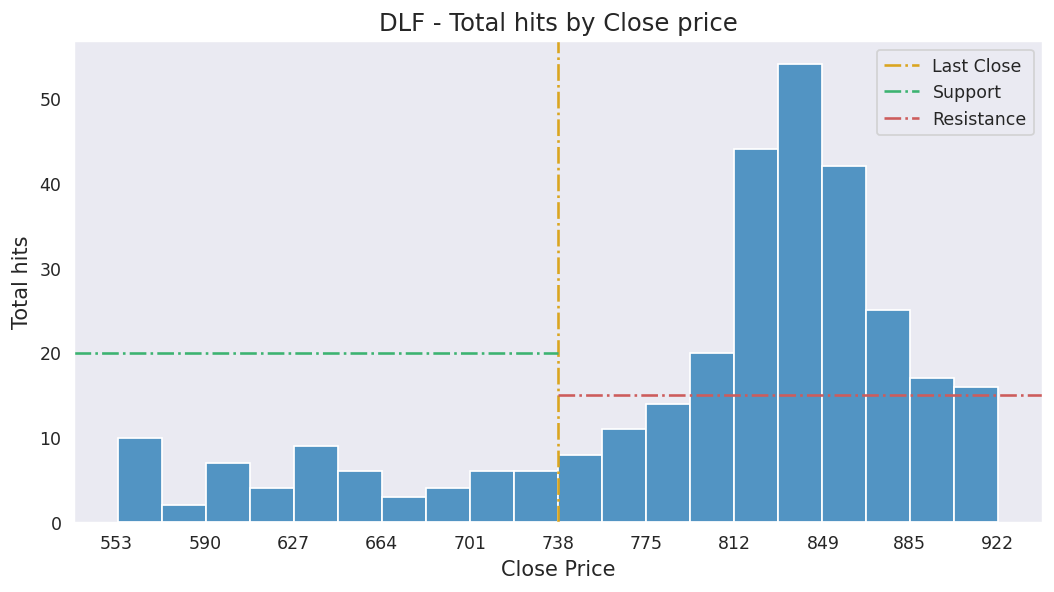 DLF - Total hits by Close price
Last Close
Support
Resistance
Total hits
50
40
30
20
10
0
553 590 627 664 701 738 775 812 849 885 922
Close Price